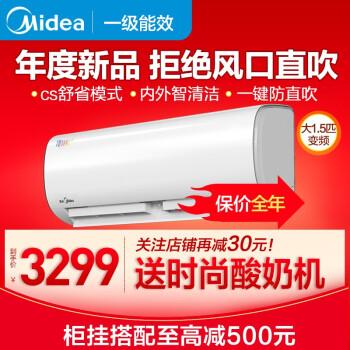 Midea 一级能效
年度新品 拒绝风口直吹
cs舒省模式 · 内外智清洁 · 一键防直吹
大1.5匹
变频
保价全年
关注店铺再减30元!
3299
送时尚酸奶机
柜挂搭配至高减500元